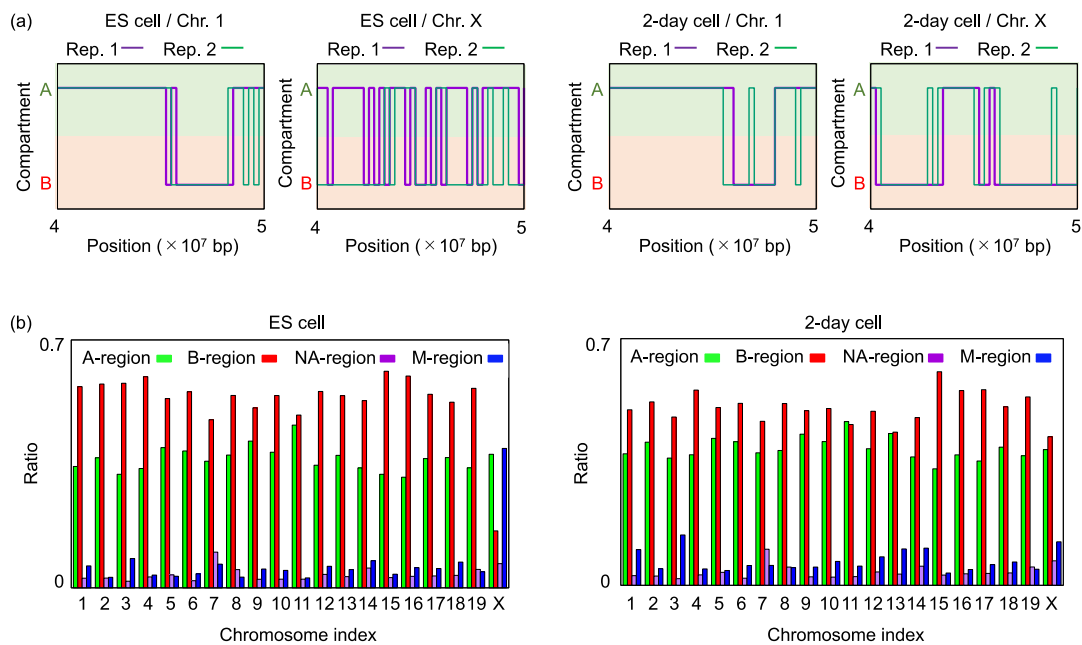 (a)
ES cell / Chr. 1
ES cell / Chr. X
2-day cell / Chr. 1
2-day cell / Chr. X
Rep. 1 Rep. 2
Rep. 1 Rep. 2
Rep. 1 Rep. 2
Rep. 1 Rep. 2
Compartment
A
B
4 5
Position (×10⁷ bp)
Compartment
A
B
4 5
Position (×10⁷ bp)
Compartment
A
B
4 5
Position (×10⁷ bp)
Compartment
A
B
4 5
Position (×10⁷ bp)
(b)
ES cell
0.7
A-region B-region NA-region M-region
Ratio
0
1 2 3 4 5 6 7 8 9 10 11 12 13 14 15 16 17 18 19 X
Chromosome index
2-day cell
0.7
A-region B-region NA-region M-region
Ratio
0
1 2 3 4 5 6 7 8 9 10 11 12 13 14 15 16 17 18 19 X
Chromosome index